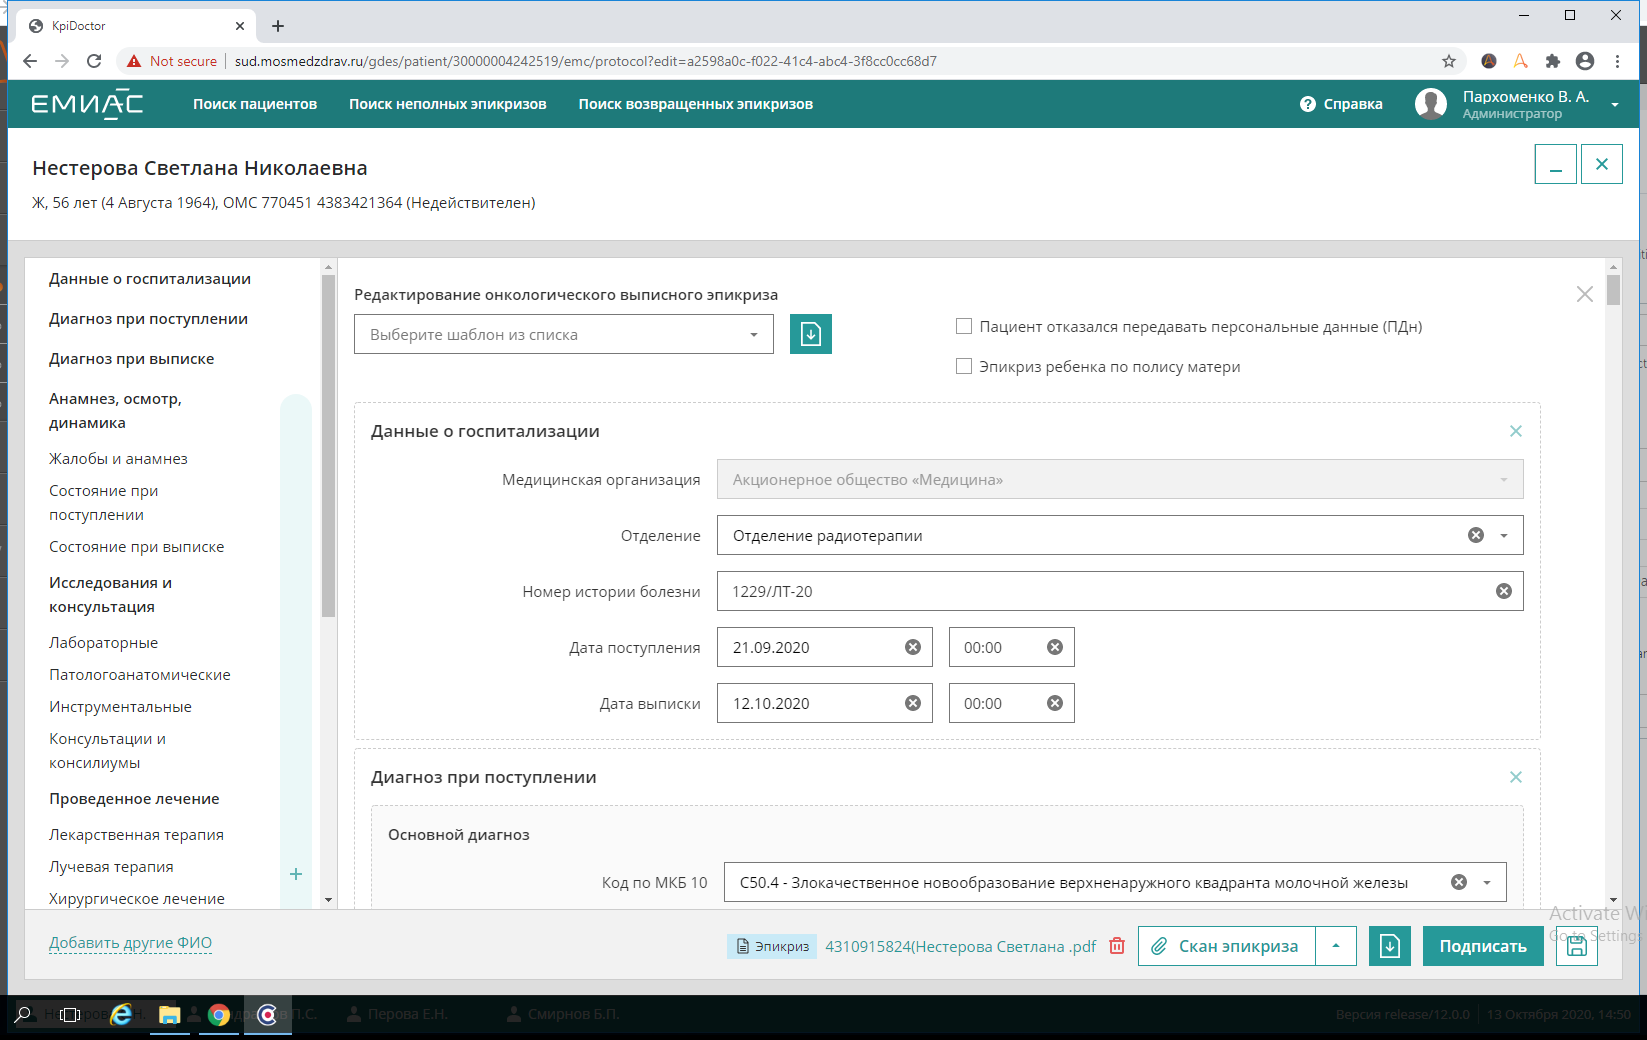 KpiDoctor
Not secure
sud.mosmedzdrav.ru/gdes/patient/30000004242519/emc/protocol?edit=a2598a0c-f022-41c4-abc4-3f8cc0cc68d7
ЕМИАС
Поиск пациентов
Поиск неполных эпикризов
Поиск возвращенных эпикризов
Справка
Пархоменко В. А.
Администратор
Нестерова Светлана Николаевна
Ж, 56 лет (4 Августа 1964), ОМС 770451 4383421364 (Недействителен)
Данные о госпитализации
Диагноз при поступлении
Диагноз при выписке
Анамнез, осмотр,
динамика
Жалобы и анамнез
Состояние при
поступлении
Состояние при выписке
Исследования и
консультация
Лабораторные
Патологоанатомические
Инструментальные
Консультации и
консилиумы
Проведенное лечение
Лекарственная терапия
Лучевая терапия
Хирургическое лечение
Редактирование онкологического выписного эпикриза
Выберите шаблон из списка
Пациент отказался передавать персональные данные (ПДн)
Эпикриз ребенка по полису матери
Данные о госпитализации
Медицинская организация
Акционерное общество «Медицина»
Отделение
Отделение радиотерапии
Номер истории болезни
1229/ЛТ-20
Дата поступления
21.09.2020
00:00
Дата выписки
12.10.2020
00:00
Диагноз при поступлении
Основной диагноз
Код по МКБ 10
C50.4 - Злокачественное новообразование верхненаружного квадранта молочной железы
Добавить другие ФИО
Эпикриз
4310915824(Нестерова Светлана .pdf
Скан эпикриза
Подписать
Activate Wi
Go to Settings
Перова Е.Н.
Смирнов Б.П.
Версия release/12.0.0
13 Октября 2020, 14:50